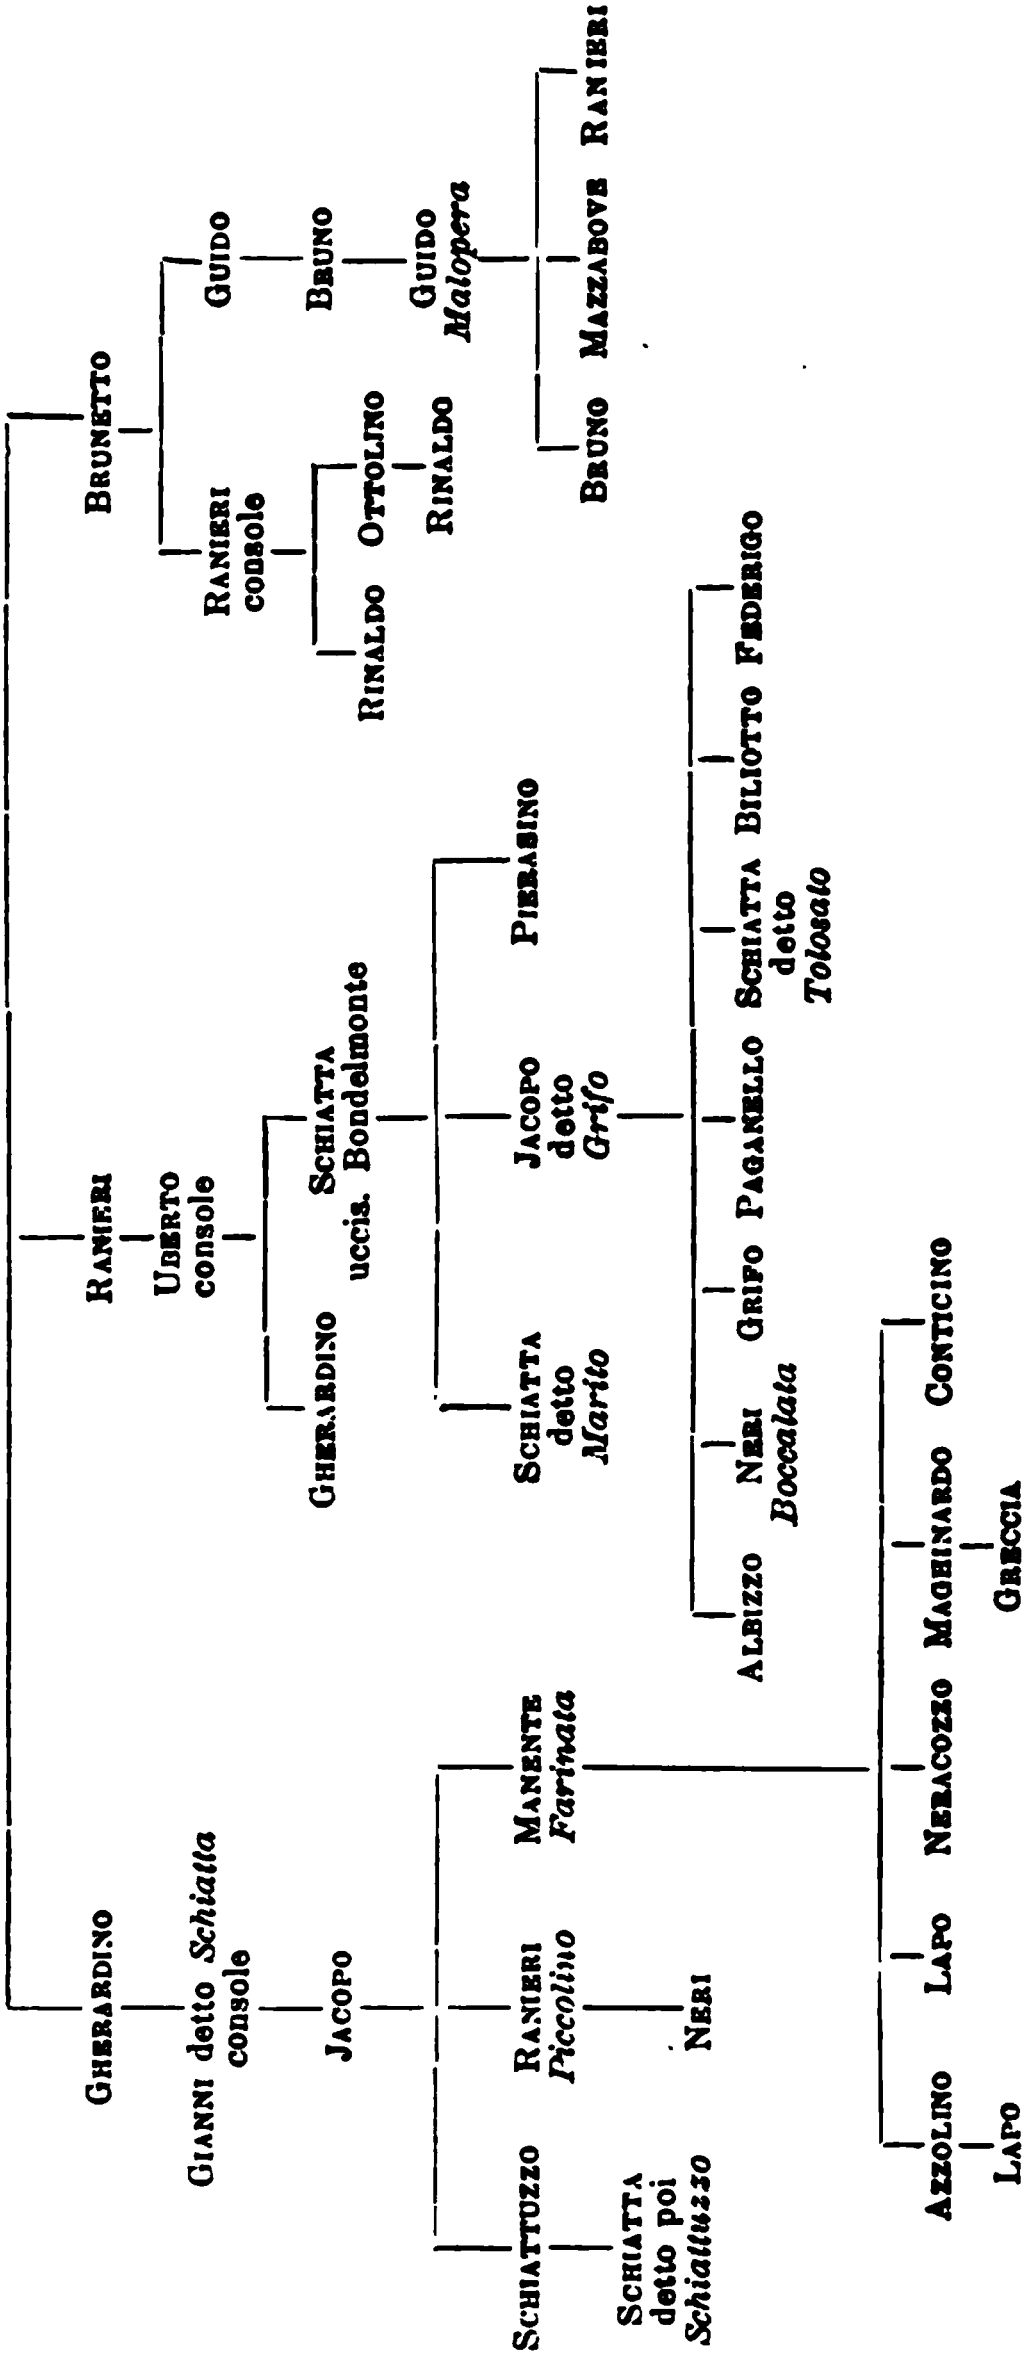 GHERARDINO
RANIERI
BRUNETTO
GIANNI detto Schiatta
console
UBERTO
console
RANIERI
console
GUIDO
JACOPO
GHERARDINO
SCHIATTA
uccis. Bondelmonte
RINALDO
OTTOLINO
BRUNO
RINALDO
GUIDO
Malopera
SCHIATTUZZO
RANIERI
Piccolino
MANENTE
Farinata
SCHIATTA
detto
Marito
JACOPO
detto
Grifo
PIERASINO
BRUNO
MAZZABOVE
RANIERI
SCHIATTA
detto poi
Schiattuzzo
NERI
ALBIZZO
NERI
Boccalata
GRIFO
PAGANELLO
SCHIATTA
detto
Tolosato
BILIOTTO
FEDERIGO
AZZOLINO
LAPO
NERACOZZO
MAGHINARDO
CONTICINO
LAPO
GRECCIA